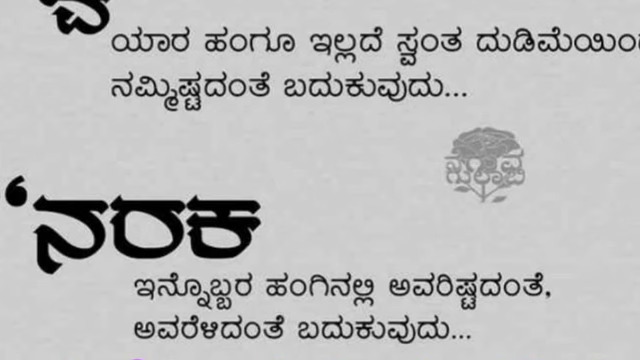 ಯಾರ ಹಂಗೂ ಇಲ್ಲದೆ ಸ್ವಂತ
ನಮ್ಮಿಷ್ಟದಂತೆ ಬದುಕುವುದು...
‘ನರಕ
ಇನ್ನೊಬ್ಬರ ಹಂಗಿನಲ್ಲಿ ಅವರಿಷ್ಟದಂತೆ,
ಅವರೆಳಿದಂತೆ ಬದುಕುವುದು...